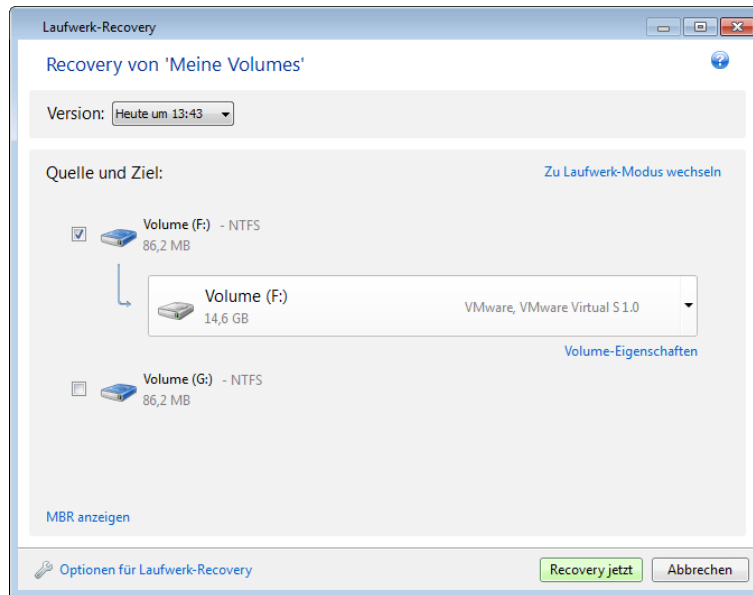 Laufwerk-Recovery
Recovery von 'Meine Volumes'
Version: Heute um 13:43
Quelle und Ziel:
Zu Laufwerk-Modus wechseln
Volume (F:) - NTFS
86,2 MB
Volume (F:)
14,6 GB
VMware, VMware Virtual S 1.0
Volume-Eigenschaften
Volume (G:) - NTFS
86,2 MB
MBR anzeigen
Optionen für Laufwerk-Recovery
Recovery jetzt
Abbrechen